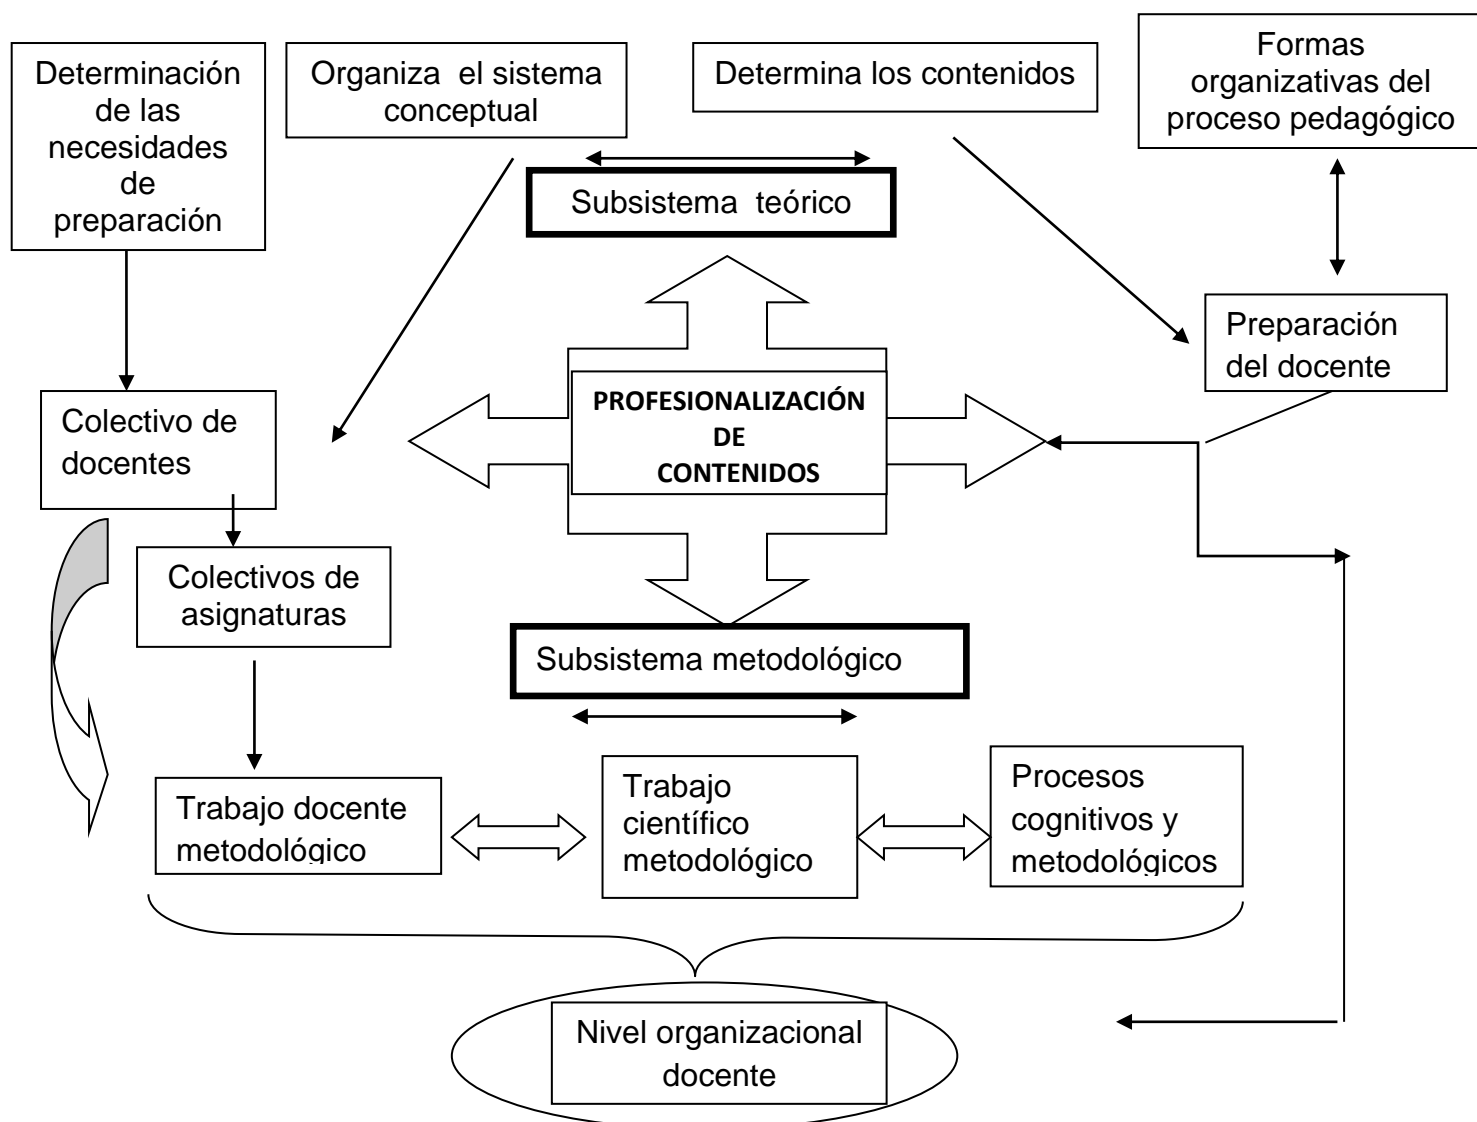 Determinación
de las
necesidades
de
preparación
Organiza  el sistema
conceptual
Determina los contenidos
Formas
organizativas del
proceso pedagógico
Subsistema  teórico
Preparación
del docente
PROFESIONALIZACIÓN
DE
CONTENIDOS
Colectivo de
docentes
Colectivos de
asignaturas
Subsistema metodológico
Trabajo docente
metodológico
Trabajo
científico
metodológico
Procesos
cognitivos y
metodológicos
Nivel organizacional
docente